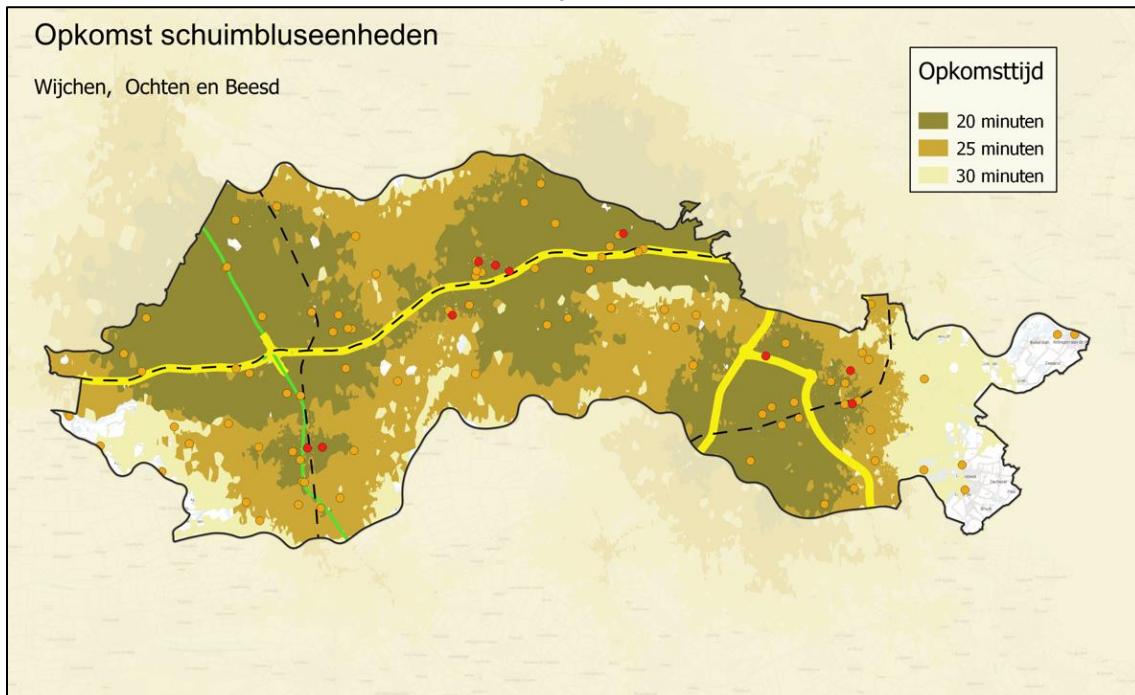 Opkomst schuimbluseenheden
Wijchen, Ochten en Beesd
Opkomsttijd
20 minuten
25 minuten
30 minuten